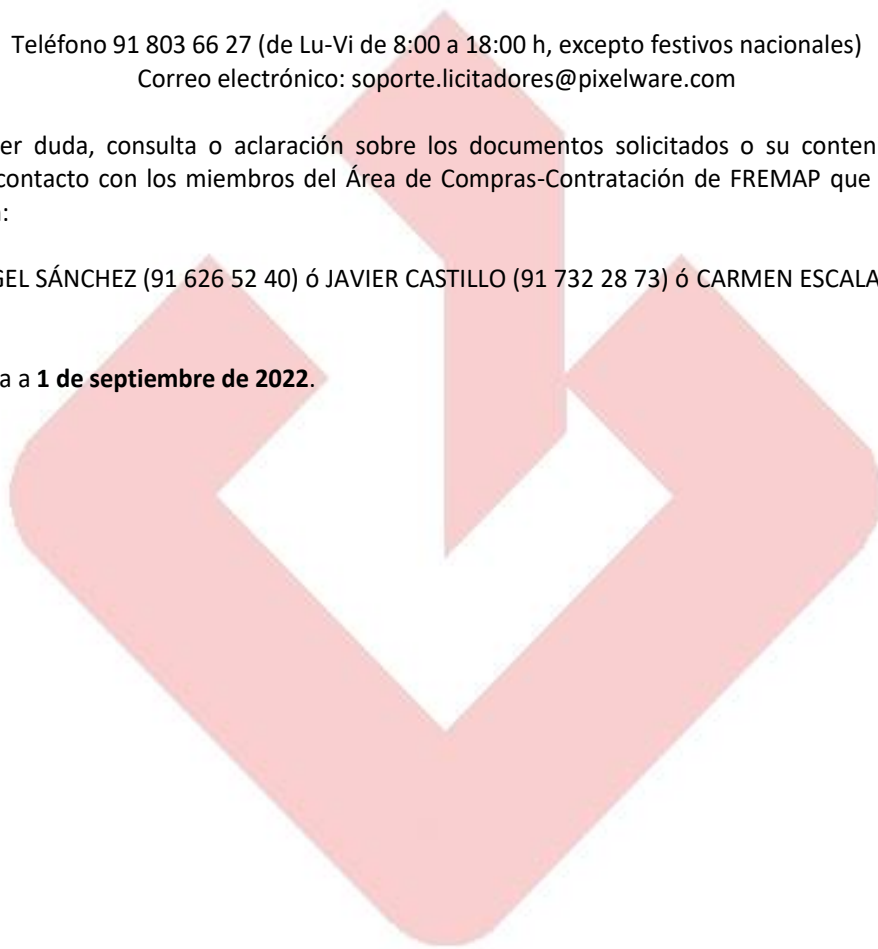 Teléfono 91 803 66 27 (de Lu-Vi de 8:00 a 18:00 h, excepto festivos nacionales)
Correo electrónico: soporte.licitadores@pixelware.com
er duda, consulta o aclaración sobre los documentos solicitados o su conten
contacto con los miembros del Área de Compras-Contratación de FREMAP que
:
GEL SÁNCHEZ (91 626 52 40) ó JAVIER CASTILLO (91 732 28 73) ó CARMEN ESCALA
a a 1 de septiembre de 2022.